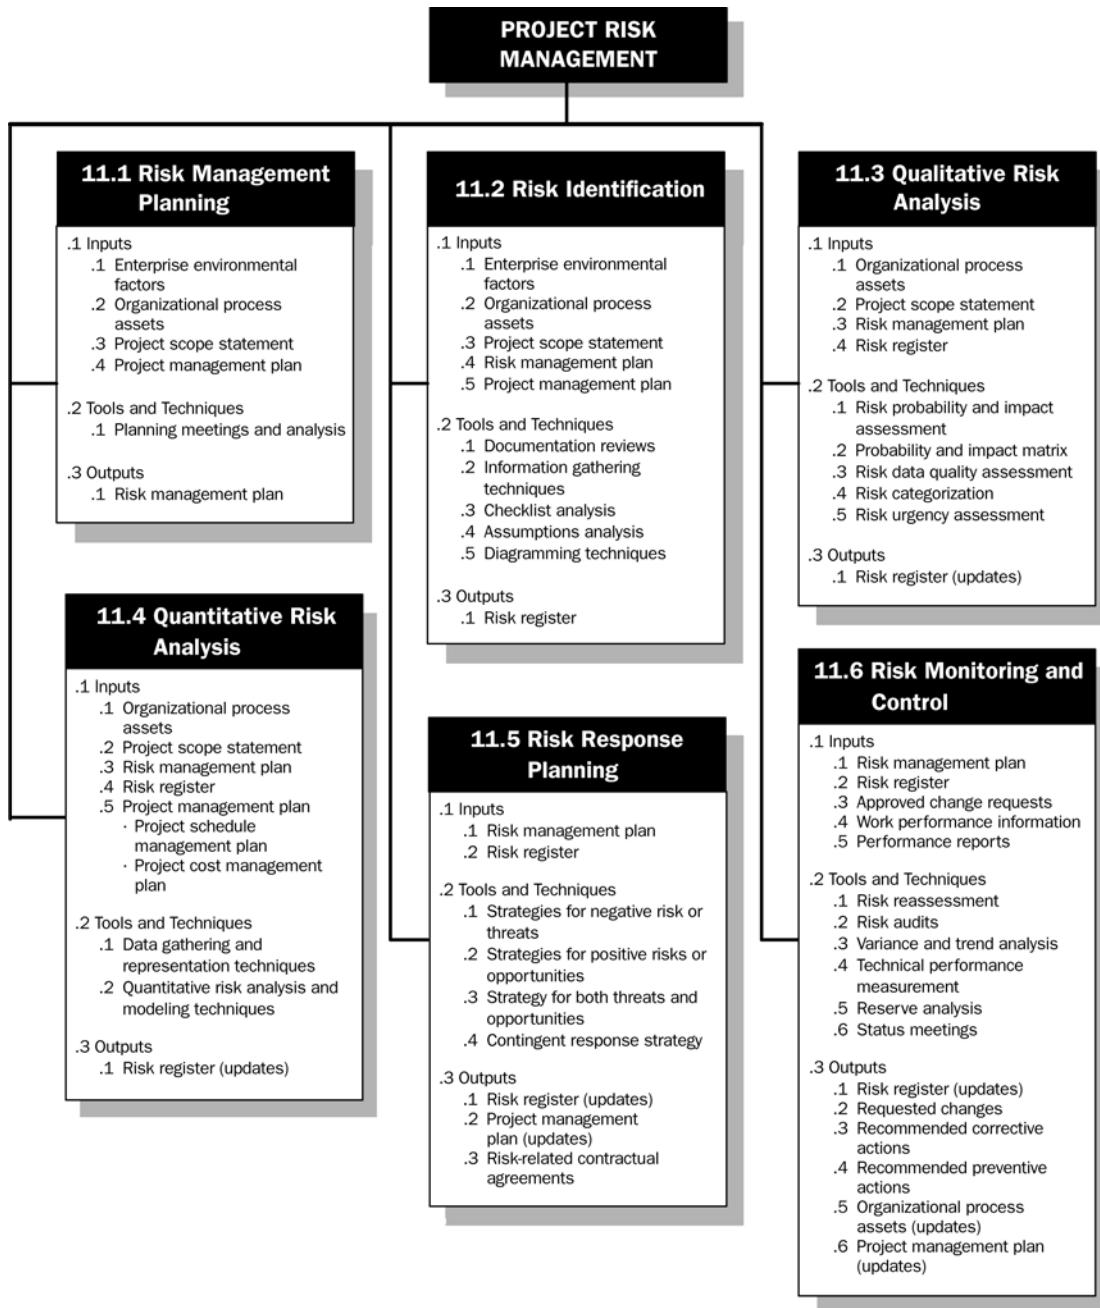 PROJECT RISK
MANAGEMENT
11.1 Risk Management
Planning
.1 Inputs
.1 Enterprise environmental
factors
.2 Organizational process
assets
.3 Project scope statement
.4 Project management plan
.2 Tools and Techniques
.1 Planning meetings and analysis
.3 Outputs
.1 Risk management plan
11.2 Risk Identification
.1 Inputs
.1 Enterprise environmental
factors
.2 Organizational process
assets
.3 Project scope statement
.4 Risk management plan
.5 Project management plan
.2 Tools and Techniques
.1 Documentation reviews
.2 Information gathering
techniques
.3 Checklist analysis
.4 Assumptions analysis
.5 Diagramming techniques
.3 Outputs
.1 Risk register
11.3 Qualitative Risk
Analysis
.1 Inputs
.1 Organizational process
assets
.2 Project scope statement
.3 Risk management plan
.4 Risk register
.2 Tools and Techniques
.1 Risk probability and impact
assessment
.2 Probability and impact matrix
.3 Risk data quality assessment
.4 Risk categorization
.5 Risk urgency assessment
.3 Outputs
.1 Risk register (updates)
11.4 Quantitative Risk
Analysis
.1 Inputs
.1 Organizational process
assets
.2 Project scope statement
.3 Risk management plan
.4 Risk register
.5 Project management plan
· Project schedule
management plan
· Project cost management
plan
.2 Tools and Techniques
.1 Data gathering and
representation techniques
.2 Quantitative risk analysis and
modeling techniques
.3 Outputs
.1 Risk register (updates)
11.5 Risk Response
Planning
.1 Inputs
.1 Risk management plan
.2 Risk register
.2 Tools and Techniques
.1 Strategies for negative risk or
threats
.2 Strategies for positive risks or
opportunities
.3 Strategy for both threats and
opportunities
.4 Contingent response strategy
.3 Outputs
.1 Risk register (updates)
.2 Project management
plan (updates)
.3 Risk-related contractual
agreements
11.6 Risk Monitoring and
Control
.1 Inputs
.1 Risk management plan
.2 Risk register
.3 Approved change requests
.4 Work performance information
.5 Performance reports
.2 Tools and Techniques
.1 Risk reassessment
.2 Risk audits
.3 Variance and trend analysis
.4 Technical performance
measurement
.5 Reserve analysis
.6 Status meetings
.3 Outputs
.1 Risk register (updates)
.2 Requested changes
.3 Recommended corrective
actions
.4 Recommended preventive
actions
.5 Organizational process
assets (updates)
.6 Project management plan
(updates)